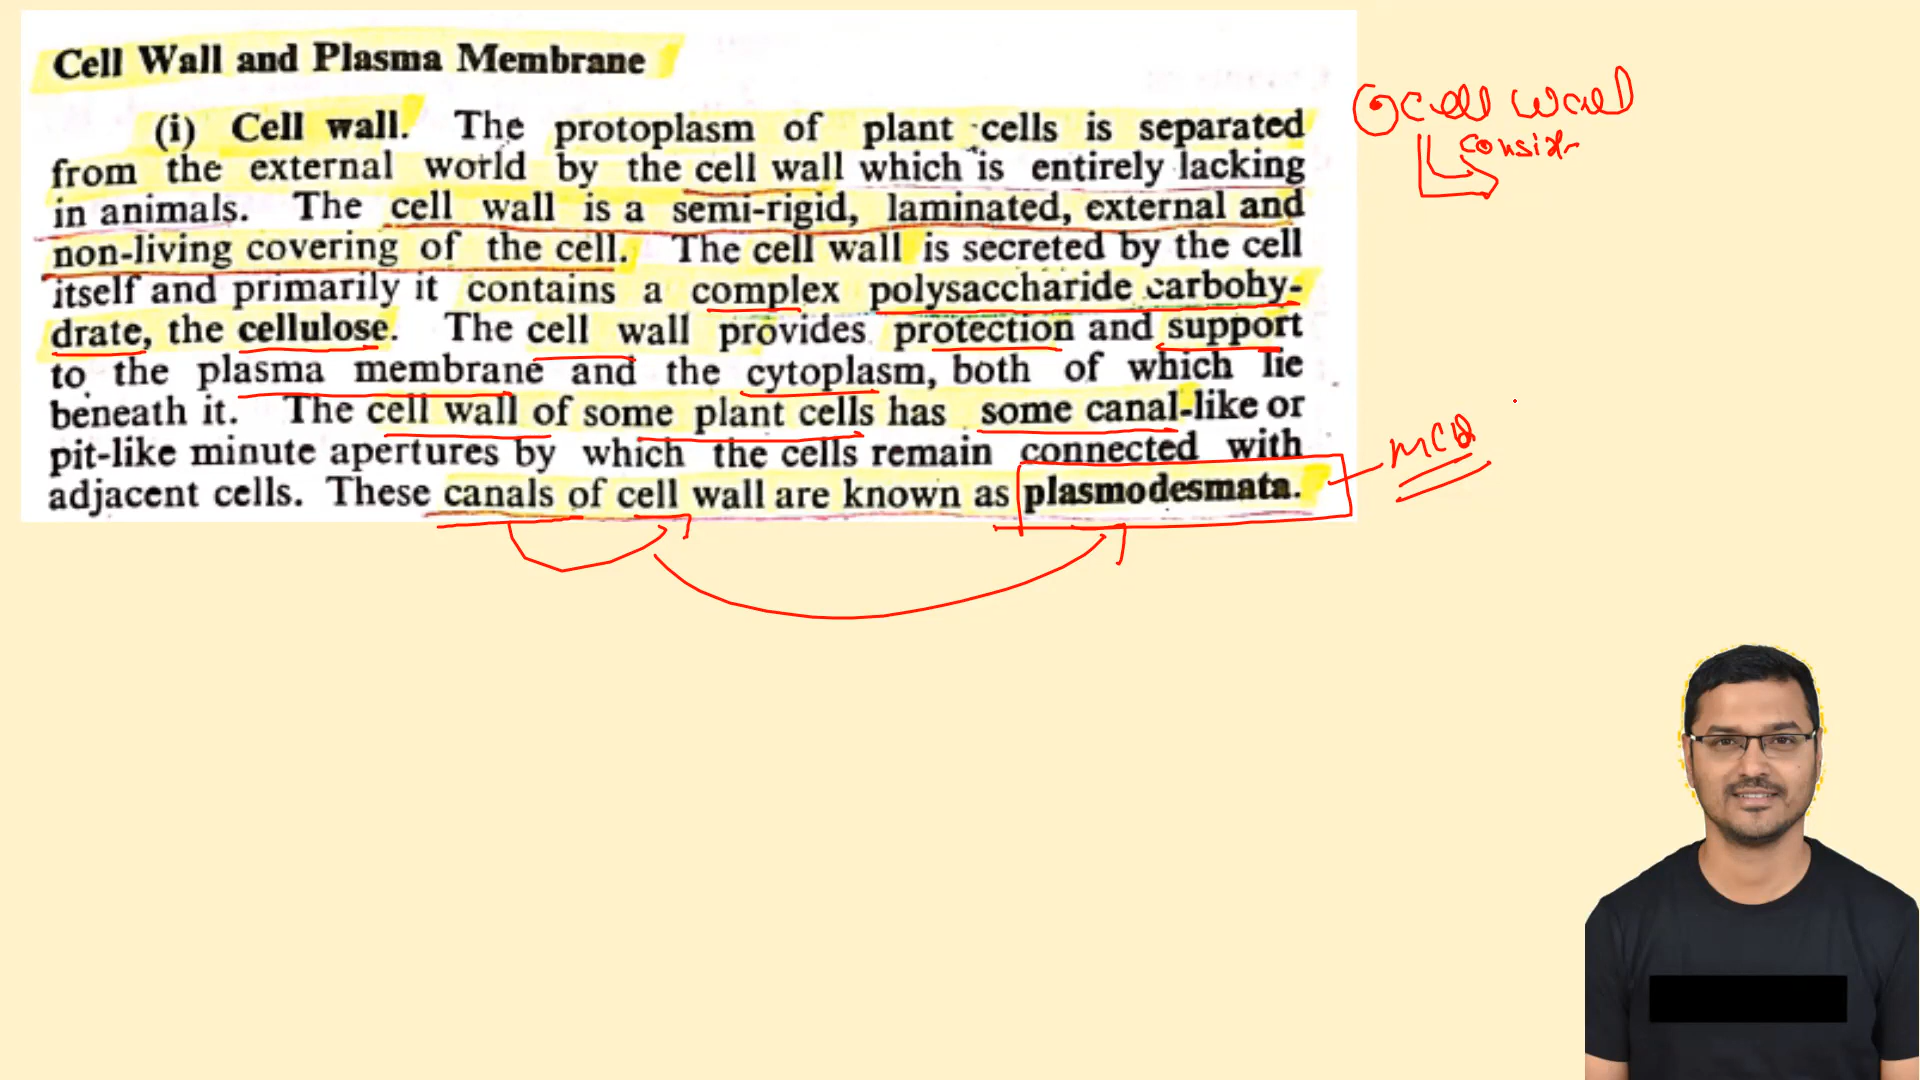 Cell Wall and Plasma Membrane
(i) Cell wall. The protoplasm of plant cells is separated
from the external world by the cell wall which is entirely lacking
in animals. The cell wall is a semi-rigid, laminated, external and
non-living covering of the cell. The cell wall is secreted by the cell
itself and primarily it contains a complex polysaccharide carbohy-
drate, the cellulose. The cell wall provides protection and support
to the plasma membrane and the cytoplasm, both of which lie
beneath it. The cell wall of some plant cells has some canal-like or
pit-like minute apertures by which the cells remain connected with
adjacent cells. These canals of cell wall are known as plasmodesmata.
cell wall
MCQ